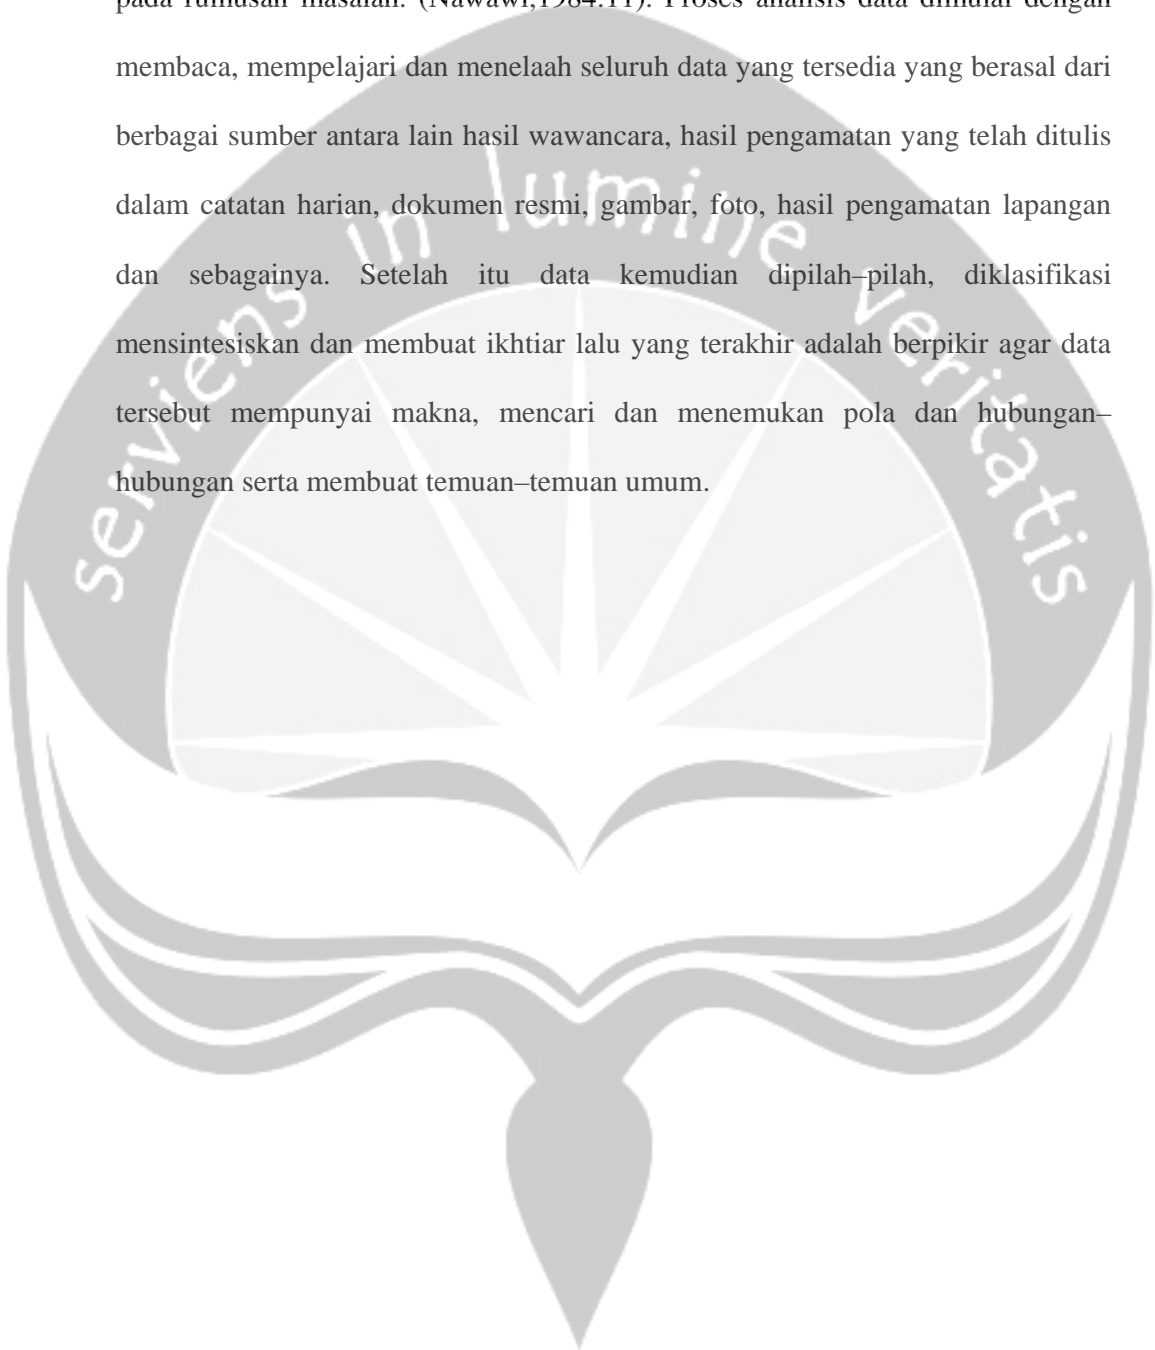 pada rumusan masalah. (Nawawi,1984:11). Proses analisis data dimulai dengan
membaca, mempelajari dan menelaah seluruh data yang tersedia yang berasal dari
berbagai sumber antara lain hasil wawancara, hasil pengamatan yang telah ditulis
dalam catatan harian, dokumen resmi, gambar, foto, hasil pengamatan lapangan
dan sebagainya. Setelah itu data kemudian dipilah–pilah, diklasifikasi
mensintesiskan dan membuat ikhtiar lalu yang terakhir adalah berpikir agar data
tersebut mempunyai makna, mencari dan menemukan pola dan hubungan–
hubungan serta membuat temuan–temuan umum.
serviens in lumine veritatis